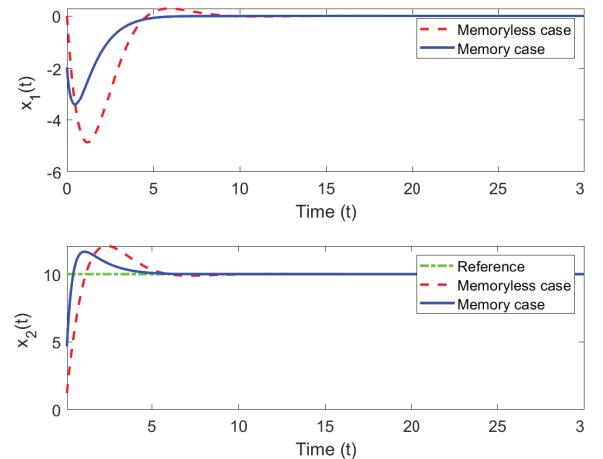 0
-2
-4
-6
x1(t)
Memoryless case
Memory case
0 5 10 15 20 25 3
Time (t)
10
5
0
x2(t)
Reference
Memoryless case
Memory case
5 10 15 20 25 3
Time (t)